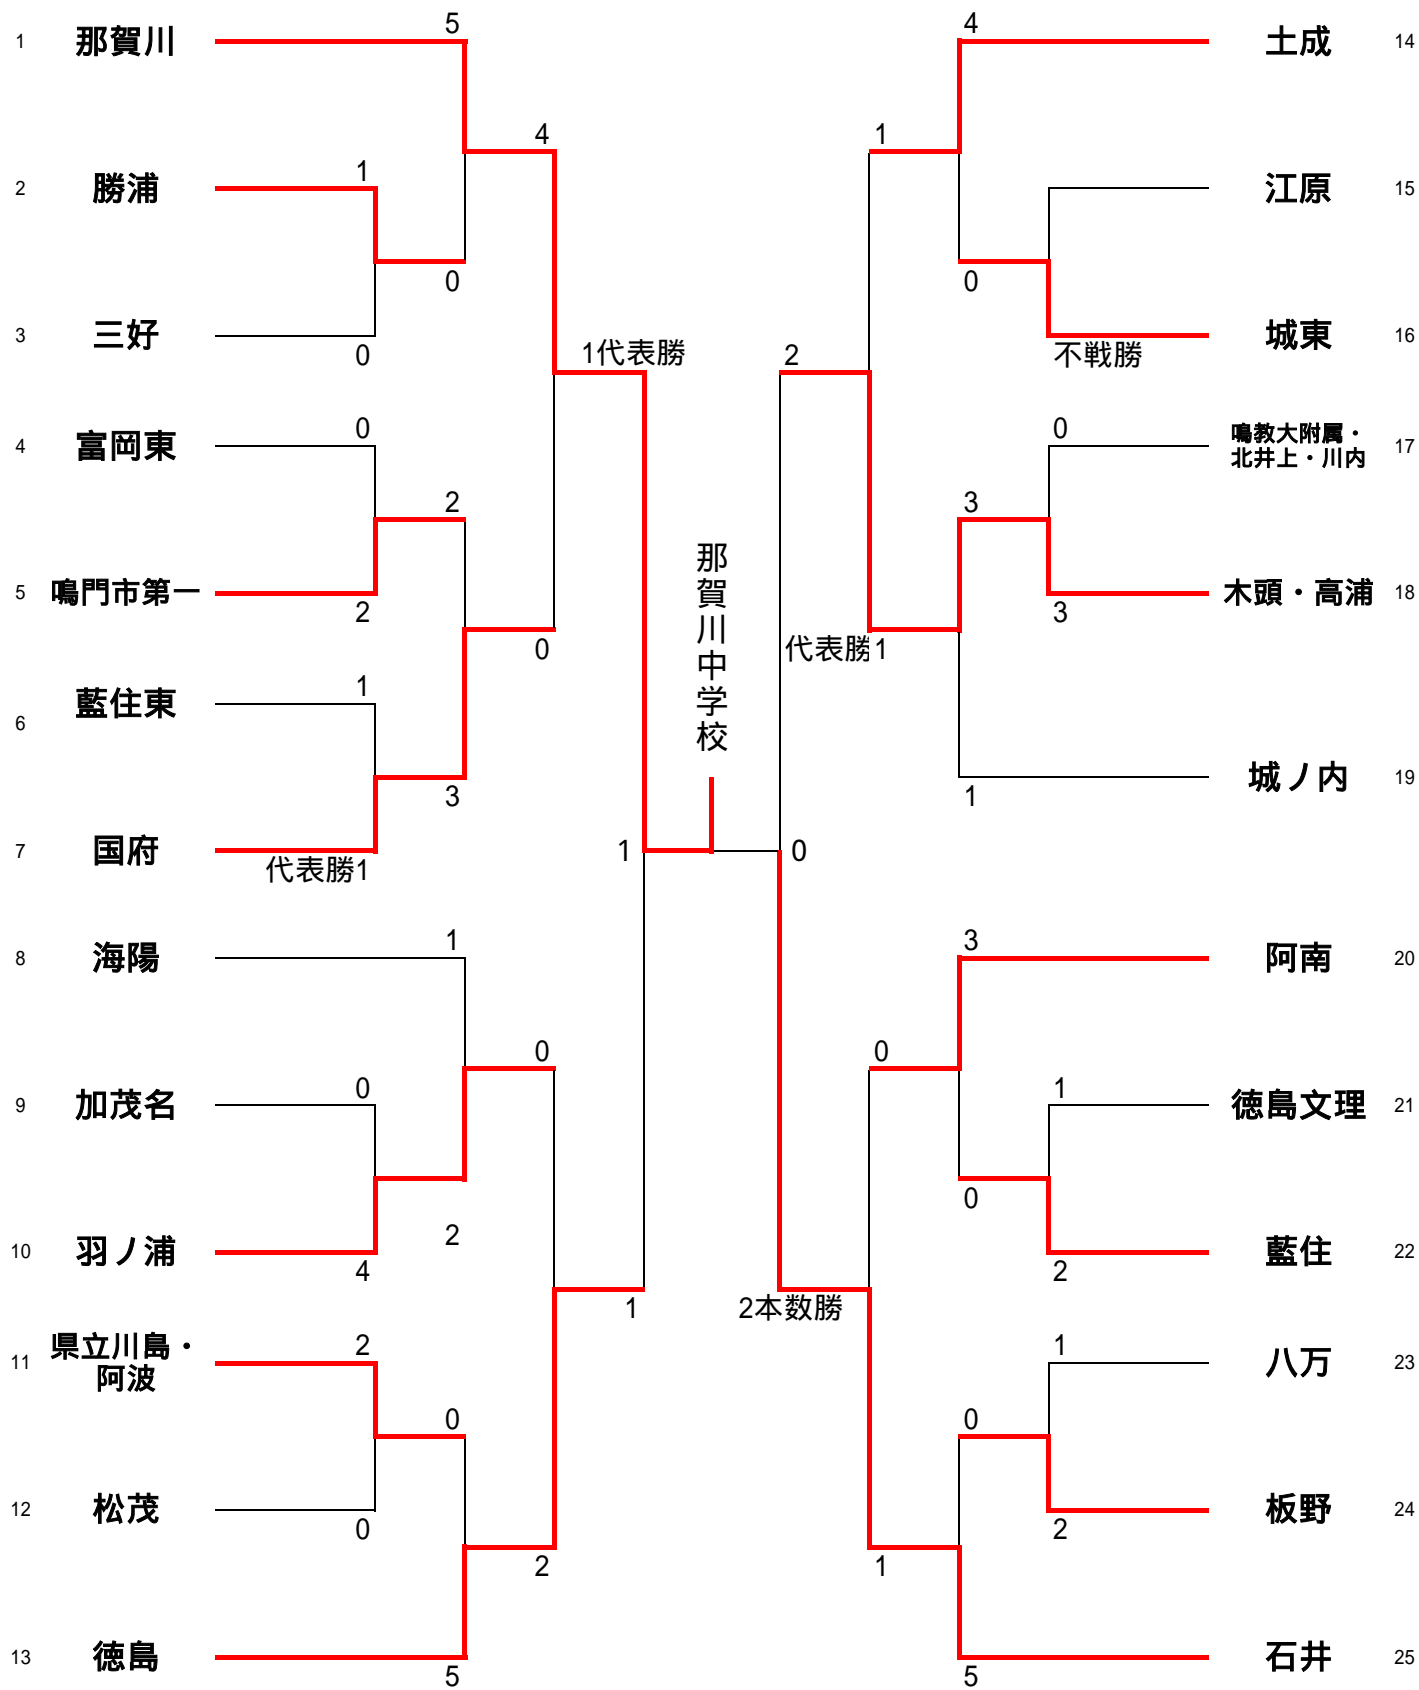 5
4
1 那賀川
土成 14
4
1
1
2 勝浦
江原 15
0
0
3 三好
城東 16
0
1代表勝
2
不戦勝
4 富岡東
0
0
鳴教大附属・
北井上・川内
17
2
3
5 鳴門市第一
木頭・高浦 18
2
3
那賀川中学校
0
代表勝1
1
6 藍住東
3
城ノ内 19
1
7 国府
代表勝1
1
0
8 海陽
1
3
阿南 20
0
0
9 加茂名
0
1
徳島文理 21
2
0
10 羽ノ浦
4
藍住 22
2
1
2本数勝
県立川島・
阿波
11
2
1
八万 23
0
0
12 松茂
0
板野 24
2
2
1
13 徳島
5
石井 25
5